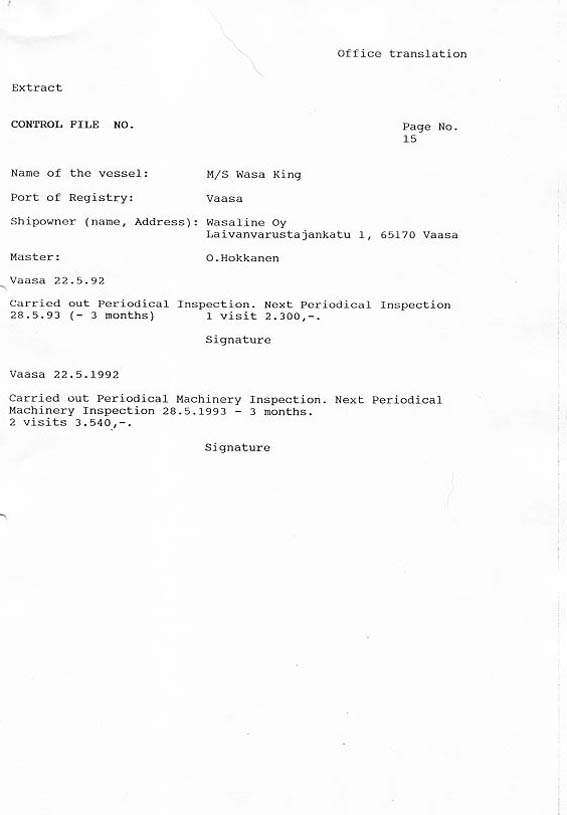 Office translation
Extract
CONTROL FILE NO.
Page No.
15
Name of the vessel: M/S Wasa King
Port of Registry: Vaasa
Shipowner (name, Address): Wasaline Oy
Laivanvarustajankatu 1, 65170 Vaasa
Master: O.Hokkanen
Vaasa 22.5.92
Carried out Periodical Inspection. Next Periodical Inspection
28.5.93 (- 3 months) 1 visit 2.300,-.
Signature
Vaasa 22.5.1992
Carried out Periodical Machinery Inspection. Next Periodical
Machinery Inspection 28.5.1993 - 3 months.
2 visits 3.540,-.
Signature